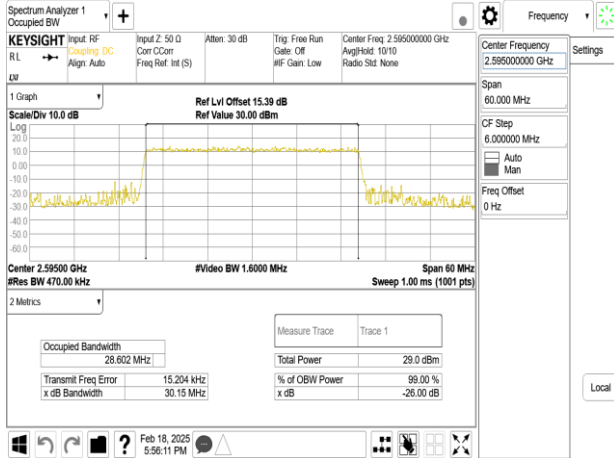 Spectrum Analyzer 1
Occupied BW
Frequency
KEYSIGHT
Input: RF
Input Z: 50 Ω
Atten: 30 dB
Trig: Free Run
Center Freq: 2.595000000 GHz
RL
Coupling: DC
Corr CCorr
Gate: Off
Avg|Hold: 10/10
Align: Auto
Freq Ref: Int (S)
#IF Gain: Low
Radio Std: None
Center Frequency
2.595000000 GHz
Settings
Span
60.000 MHz
CF Step
6.000000 MHz
Auto
Man
Freq Offset
0 Hz
Local
1 Graph
Ref Lvl Offset 15.39 dB
Scale/Div 10.0 dB
Ref Value 30.00 dBm
Log
20.0
10.0
0.00
-10.0
-20.0
-30.0
-40.0
-50.0
-60.0
Center 2.59500 GHz
#Video BW 1.6000 MHz
Span 60 MHz
#Res BW 470.00 kHz
Sweep 1.00 ms (1001 pts)
2 Metrics
Measure Trace
Trace 1
Occupied Bandwidth
28.602 MHz
Total Power
29.0 dBm
Transmit Freq Error
15.204 kHz
% of OBW Power
99.00 %
x dB Bandwidth
30.15 MHz
x dB
-26.00 dB
?
Feb 18, 2025
5:56:11 PM